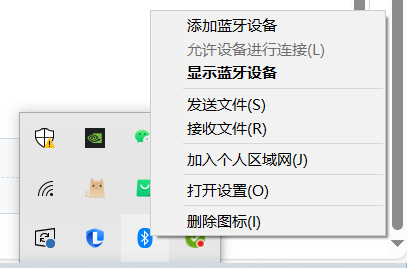 添加蓝牙设备
允许设备进行连接(L)
显示蓝牙设备
发送文件(S)
接收文件(R)
加入个人区域网(J)
打开设置(O)
删除图标(I)